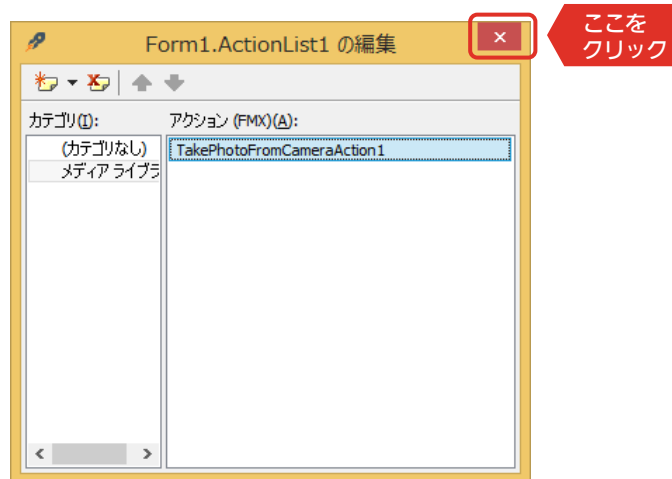 Form1.ActionList1 の編集
ここを
クリック
カテゴリ(I):
アクション (FMX)(A):
(カテゴリなし)
メディア ライブラ
TakePhotoFromCameraAction1